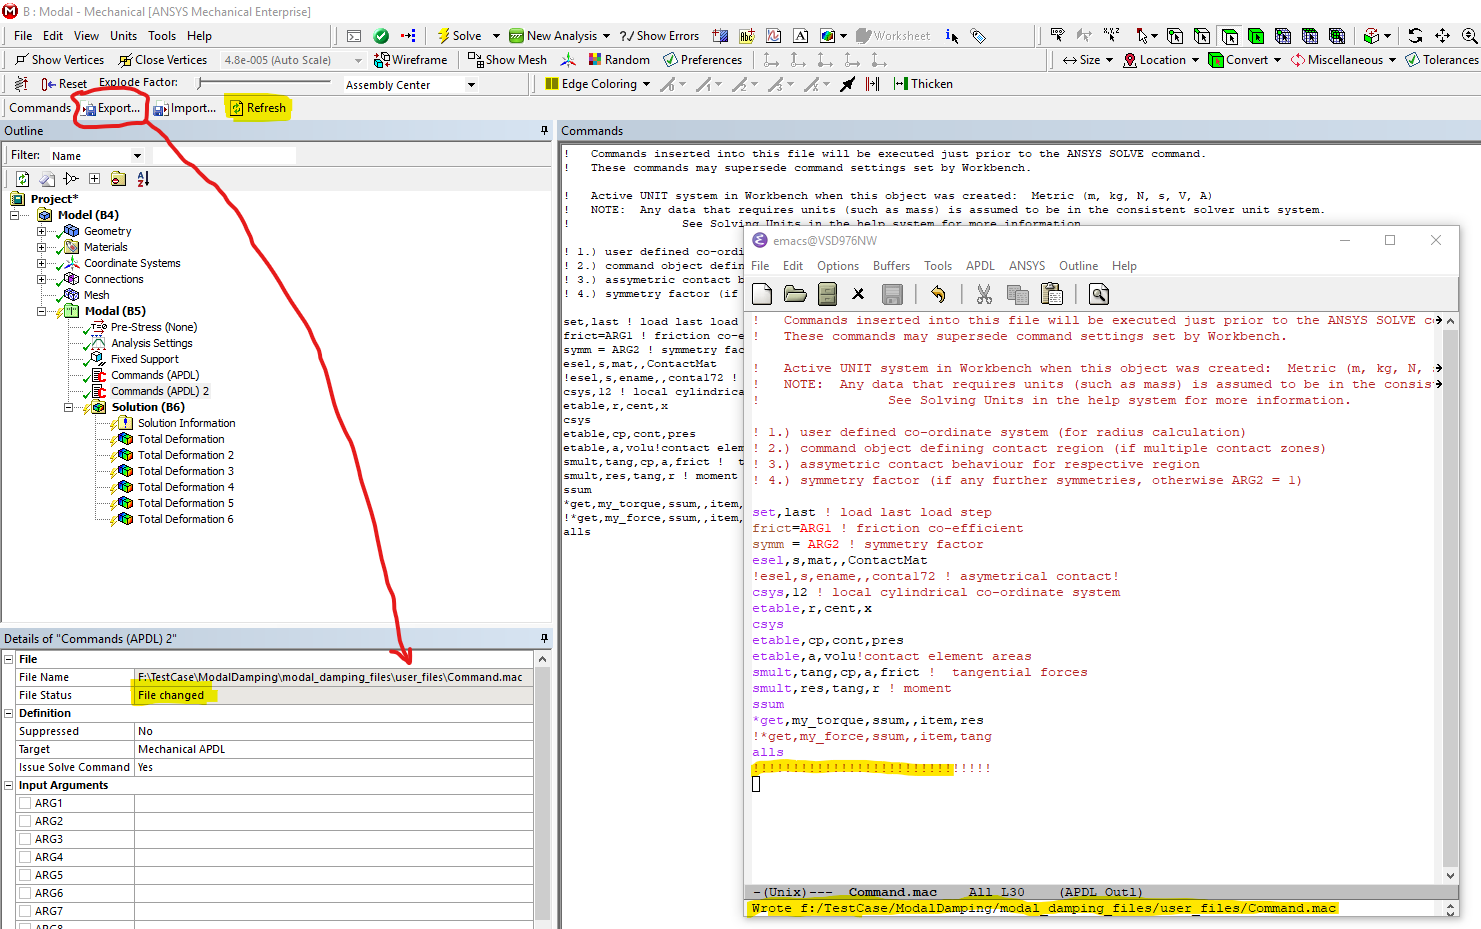 B : Modal - Mechanical [ANSYS Mechanical Enterprise]
File Edit View Units Tools Help
Solve New Analysis ?/ Show Errors Worksheet
Show Vertices Close Vertices 4.8e-005 (Auto Scale) Wireframe Show Mesh Random Preferences Size Location Convert Miscellaneous Tolerances
Reset Explode Factor: Assembly Center Edge Coloring Thicken
Commands Export... Import... Refresh
Outline
Filter: Name
Project*
Model (B4)
Geometry
Materials
Coordinate Systems
Connections
Mesh
Modal (B5)
Pre-Stress (None)
Analysis Settings
Fixed Support
Commands (APDL)
Commands (APDL) 2
Solution (B6)
Solution Information
Total Deformation
Total Deformation 2
Total Deformation 3
Total Deformation 4
Total Deformation 5
Total Deformation 6
Details of "Commands (APDL) 2"
File
File Name F:\TestCase\ModalDamping\modal_damping_files\user_files\Command.mac
File Status File changed
Definition
Suppressed No
Target Mechanical APDL
Issue Solve Command Yes
Input Arguments
ARG1
ARG2
ARG3
ARG4
ARG5
ARG6
ARG7
ARG8
Commands
! Commands inserted into this file will be executed just prior to the ANSYS SOLVE command.
! These commands may supersede command settings set by Workbench.
! Active UNIT system in Workbench when this object was created: Metric (m, kg, N, s, V, A)
! NOTE: Any data that requires units (such as mass) is assumed to be in the consistent solver unit system.
! See Solving Units in the help system for more information
! 1.) user defined co-ordi
! 2.) command object defin
! 3.) assymetric contact b
! 4.) symmetry factor (if
set,last ! load last load
frict=ARG1 ! friction co-e
symm = ARG2 ! symmetry fac
esel,s,mat,,ContactMat
!esel,s,ename,,conta172 !
csys,12 ! local cylindrical
etable,r,cent,x
csys
etable,cp,cont,pres
etable,a,volu!contact elem
smult,tang,cp,a,frict ! t
smult,res,tang,r ! moment
ssum
*get,my_torque,ssum,,item,
!*get,my_force,ssum,,item,
alls
emacs@VSD976NW
File Edit Options Buffers Tools APDL ANSYS Outline Help
! Commands inserted into this file will be executed just prior to the ANSYS SOLVE c
! These commands may supersede command settings set by Workbench.
! Active UNIT system in Workbench when this object was created: Metric (m, kg, N,
! NOTE: Any data that requires units (such as mass) is assumed to be in the consis
! See Solving Units in the help system for more information.
! 1.) user defined co-ordinate system (for radius calculation)
! 2.) command object defining contact region (if multiple contact zones)
! 3.) assymetric contact behaviour for respective region
! 4.) symmetry factor (if any further symmetries, otherwise ARG2 = 1)
set,last ! load last load step
frict=ARG1 ! friction co-efficient
symm = ARG2 ! symmetry factor
esel,s,mat,,ContactMat
!esel,s,ename,,conta172 ! asymetrical contact!
csys,12 ! local cylindrical co-ordinate system
etable,r,cent,x
csys
etable,cp,cont,pres
etable,a,volu!contact element areas
smult,tang,cp,a,frict ! tangential forces
smult,res,tang,r ! moment
ssum
*get,my_torque,ssum,,item,res
!*get,my_force,ssum,,item,tang
alls
!!!!!!!!!!!!!!!!!!!!!!!!!!!!!!
-(Unix)--- Command.mac All L30 (APDL Outl)
Wrote f:/TestCase/ModalDamping/modal_damping_files/user_files/Command.mac